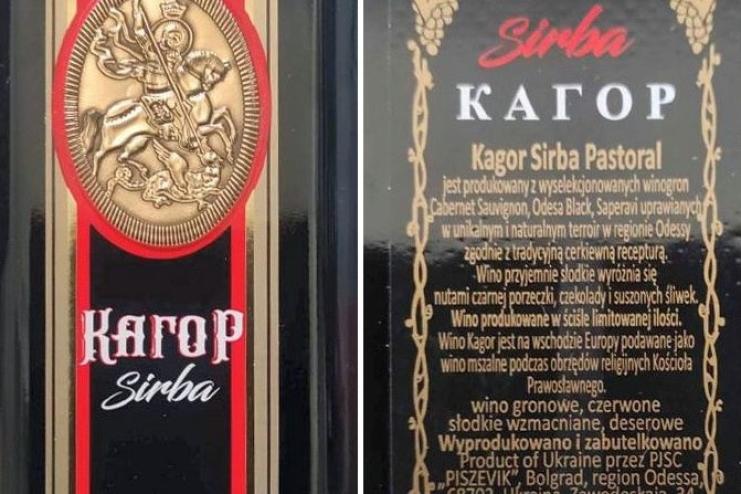 КАГОР
Sirba
Sirba
КАГОР
Kagor Sirba Pastoral
jest produkowany z wyselekcjonowanych winogron
Cabernet Sauvignon, Odesa Black, Saperavi uprawianych
w unikalnym i naturalnym terroir w regionie Odessy
zgodnie z tradycyjną cerkiewną recepturą.
Wino przyjemnie słodkie wyróżnia się
nutami czarnej porzeczki, czekolady i suszonych śliwek.
Wino produkowane w ściśle limitowanej ilości.
Wino Kagor jest na wschodzie Europy podawane jako
wino mszalne podczas obrzędów religijnych Kościoła
Prawosławnego.
wino gronowe, czerwone
słodkie wzmacniane, deserowe
Wyprodukowano i zabutelkowano
Product of Ukraine przez PJSC
"PISZEVIK", Bolgrad, region Odessa,
68702, Ukraina, Zawodeskaja